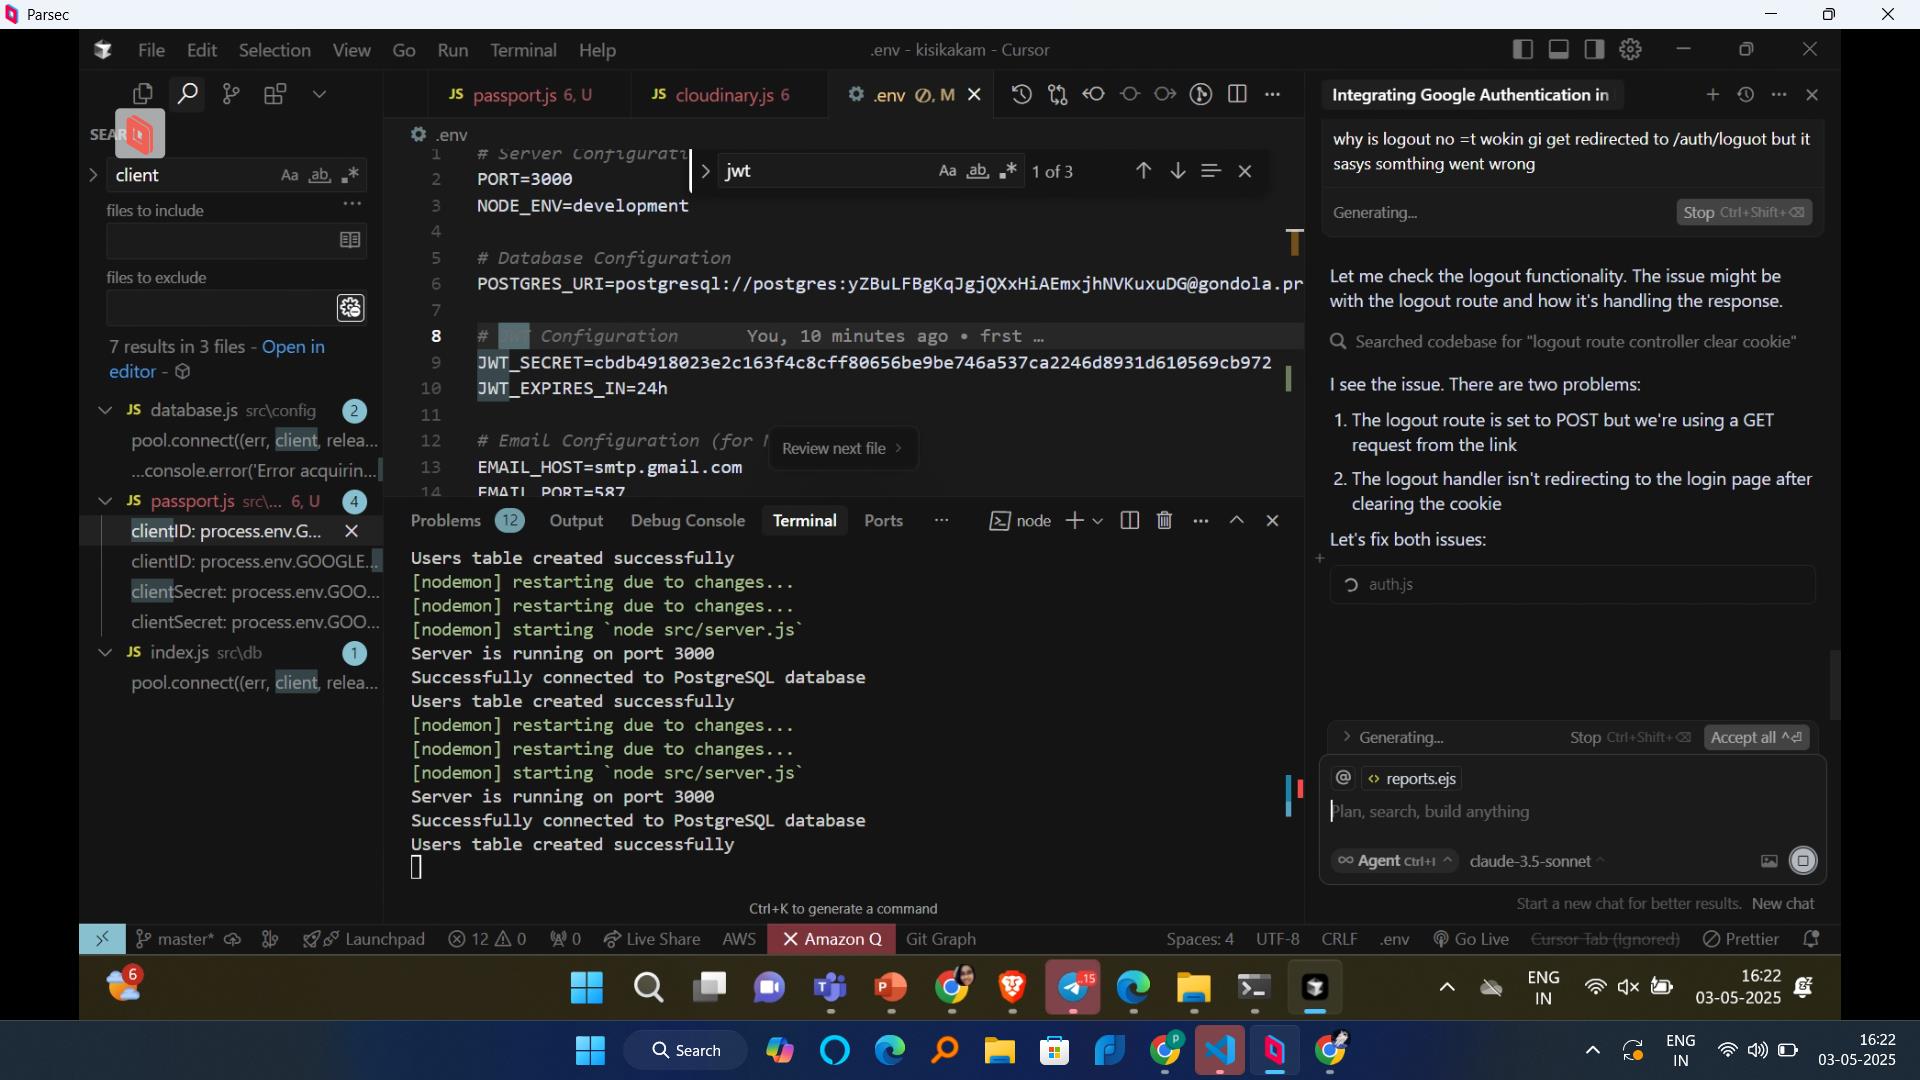 Parsec
File Edit Selection View Go Run Terminal Help
.env - kisikakam - Cursor
JS passport.js 6, U
JS cloudinary.js 6
.env M
Integrating Google Authentication in
SEAR
client
Aa ab
files to include
files to exclude
7 results in 3 files - Open in
editor -
JS database.js src\config 2
pool.connect((err, client, relea...
...console.error('Error acquirin...
JS passport.js src\... 6, U 4
clientID: process.env.G...
clientID: process.env.GOOGLE...
clientSecret: process.env.GOO...
clientSecret: process.env.GOO...
JS index.js src\db 1
pool.connect((err, client, relea...
.env
jwt
Aa ab
1 of 3
1 # Server Configurati
2 PORT=3000
3 NODE_ENV=development
4
5 # Database Configuration
6 POSTGRES_URI=postgresql://postgres:yZBuLFBgKqJgjQXxHiAEmxjhNVKuxuDG@gondola.pr
7
8 # JWT Configuration You, 10 minutes ago • frst …
9 JWT_SECRET=cbdb4918023e2c163f4c8cff80656be9be746a537ca2246d8931d610569cb972
10 JWT_EXPIRES_IN=24h
11
12 # Email Configuration (for
13 EMAIL_HOST=smtp.gmail.com
14 EMAIL_PORT=587
Review next file
Problems 12 Output Debug Console Terminal Ports ...
node
Users table created successfully
[nodemon] restarting due to changes...
[nodemon] restarting due to changes...
[nodemon] starting `node src/server.js`
Server is running on port 3000
Successfully connected to PostgreSQL database
Users table created successfully
[nodemon] restarting due to changes...
[nodemon] restarting due to changes...
[nodemon] starting `node src/server.js`
Server is running on port 3000
Successfully connected to PostgreSQL database
Users table created successfully
Ctrl+K to generate a command
why is logout no =t wokin gi get redirected to /auth/loguot but it
sasys somthing went wrong
Generating...
Stop Ctrl+Shift+
Let me check the logout functionality. The issue might be
with the logout route and how it's handling the response.
Searched codebase for "logout route controller clear cookie"
I see the issue. There are two problems:
1. The logout route is set to POST but we're using a GET
request from the link
2. The logout handler isn't redirecting to the login page after
clearing the cookie
Let's fix both issues:
auth.js
Generating...
Stop Ctrl+Shift+
Accept all
@ reports.ejs
Plan, search, build anything
Agent Ctrl+I
claude-3.5-sonnet
Start a new chat for better results. New chat
master* Launchpad 12 0 0 Live Share AWS Amazon Q Git Graph
Spaces: 4 UTF-8 CRLF .env Go Live Cursor Tab (Ignored) Prettier
6
15
ENG
IN
16:22
03-05-2025
Search
ENG
IN
16:22
03-05-2025